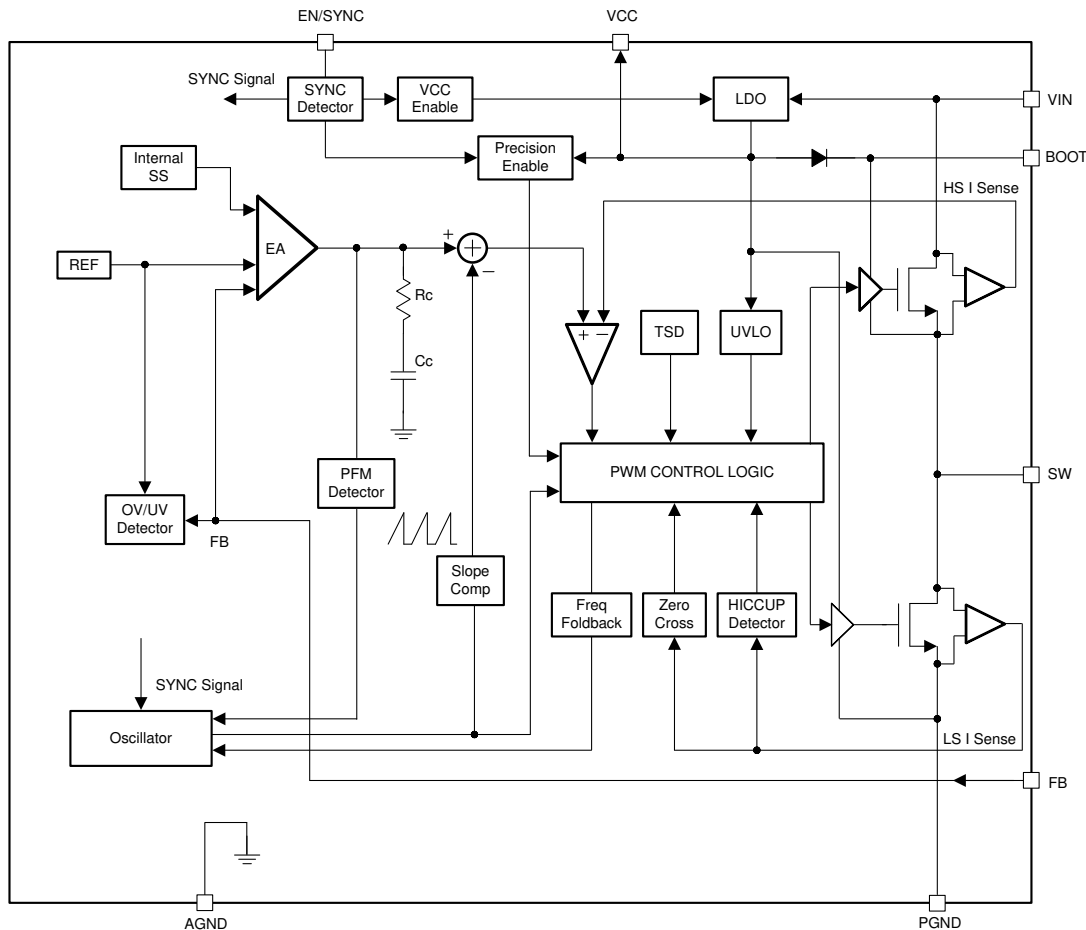 EN/SYNC
VCC
SYNC Signal
SYNC
Detector
VCC
Enable
LDO
VIN
Internal
SS
Precision
Enable
BOOT
HS I Sense
+
EA
+
REF
−
Rc
+ −
TSD
UVLO
Cc
PFM
Detector
PWM CONTROL LOGIC
SW
OV/UV
Detector
FB
Slope
Comp
Freq
Foldback
Zero
Cross
HICCUP
Detector
SYNC Signal
Oscillator
LS I Sense
FB
AGND
PGND